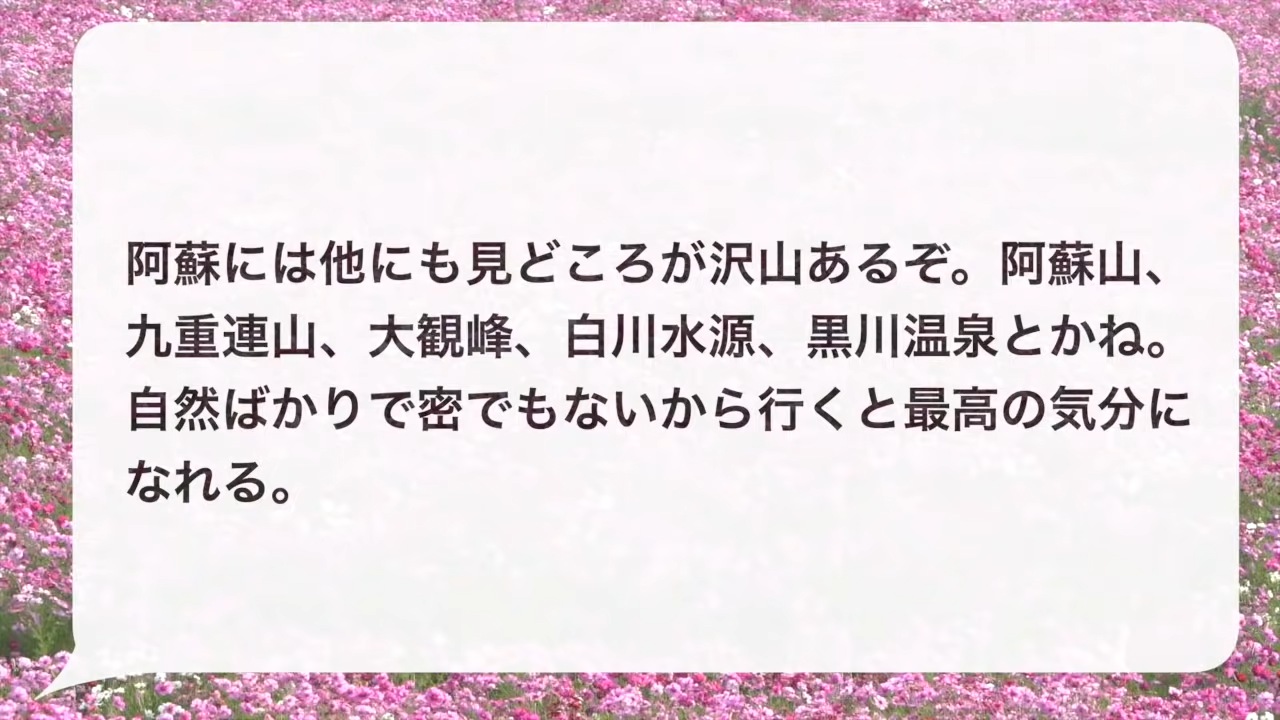 阿蘇には他にも見どころが沢山あるぞ。阿蘇山、
九重連山、大観峰、白川水源、黒川温泉とかね。
自然ばかりで密でもないから行くと最高の気分に
なれる。